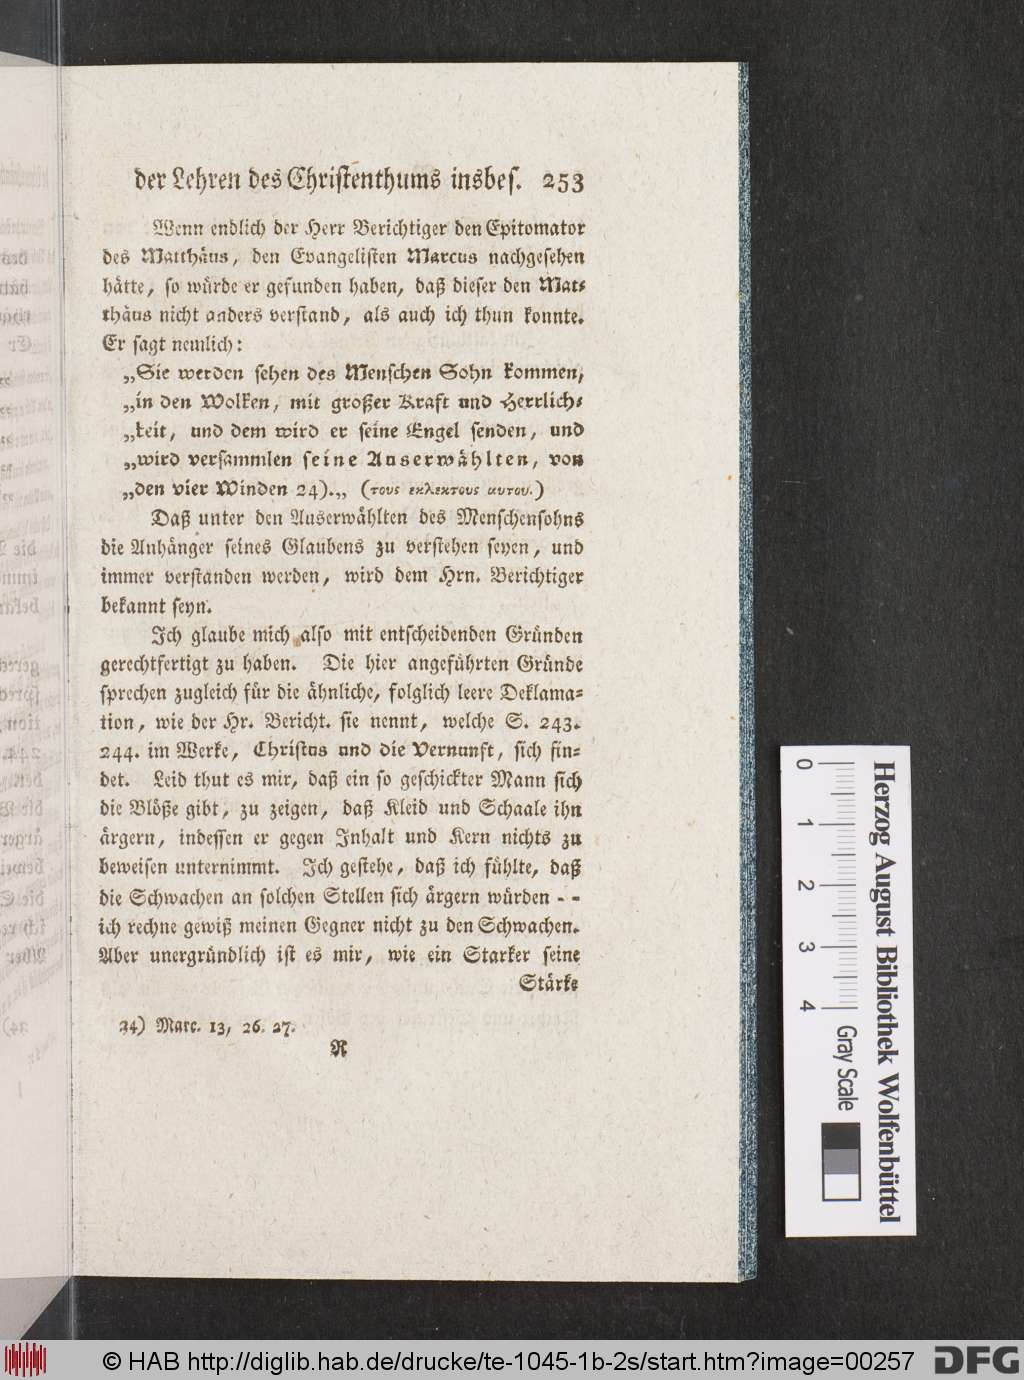 der Lehren des Christenthums insbes. 253
Wenn endlich der Herr Berichtiger den Epitomator
des Matthäus, den Evangelisten Marcus nachgesehen
hätte, so würde er gefunden haben, daß dieser den Mat⸗
thäus nicht anders verstand, als auch ich thun konnte.
Er sagt nemlich:
„Sie werden sehen des Menschen Sohn kommen,
„in den Wolken, mit großer Kraft und Herrlich⸗
„keit, und dem wird er seine Engel senden, und
„wird versammlen seine Auserwählten, von
„den vier Winden 24).„ (τους εκλεκτους αυτου.)
Daß unter den Auserwählten des Menschensohns
die Anhänger seines Glaubens zu verstehen seyen, und
immer verstanden werden, wird dem Hrn. Berichtiger
bekannt seyn.
Ich glaube mich also mit entscheidenden Gründen
gerechtfertigt zu haben. Die hier angeführten Gründe
sprechen zugleich für die ähnliche, folglich leere Deklama⸗
tion, wie der Hr. Bericht. sie nennt, welche S. 243.
244. im Werke, Christus und die Vernunft, sich fin⸗
det. Leid thut es mir, daß ein so geschickter Mann sich
die Blöße gibt, zu zeigen, daß Kleid und Schaale ihn
ärgern, indessen er gegen Inhalt und Kern nichts zu
beweisen unternimmt. Ich gestehe, daß ich fühlte, daß
die Schwachen an solchen Stellen sich ärgern würden - -
ich rechne gewiß meinen Gegner nicht zu den Schwachen.
Aber unergründlich ist es mir, wie ein Starker seine
Stärke
24) Marc. 13, 26. 27.
R
0 1 2 3 4
Gray Scale
Herzog August Bibliothek Wolfenbüttel
© HAB http://diglib.hab.de/drucke/te-1045-1b-2s/start.htm?image=00257
DFG